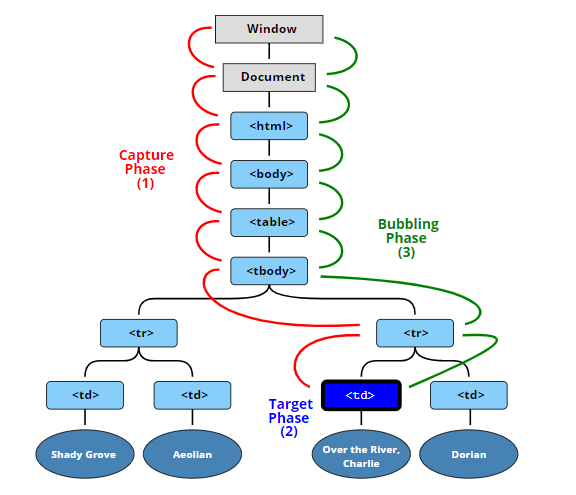 Window
Document
<html>
Capture
Phase
(1)
<body>
<table>
Bubbling
Phase
(3)
<tbody>
<tr>
<tr>
<td>
<td>
<td>
<td>
Target
Phase
(2)
Shady Grove
Aeolian
Over the River,
Charlie
Dorian